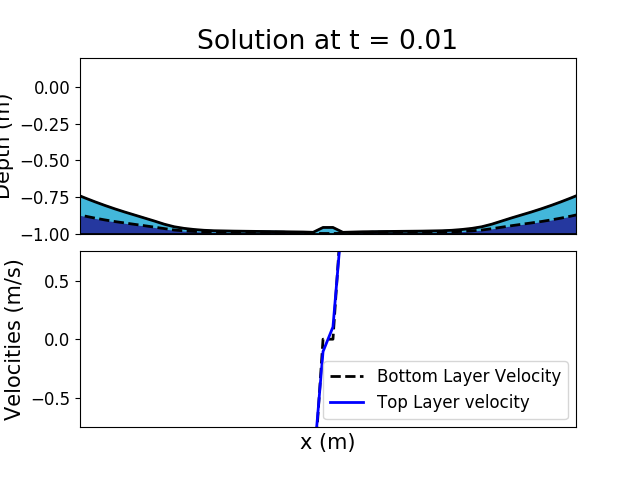 Solution at t = 0.01
Depth (m)
0.00
−0.25
−0.50
−0.75
−1.00
Velocities (m/s)
0.5
0.0
−0.5
Bottom Layer Velocity
Top Layer velocity
x (m)